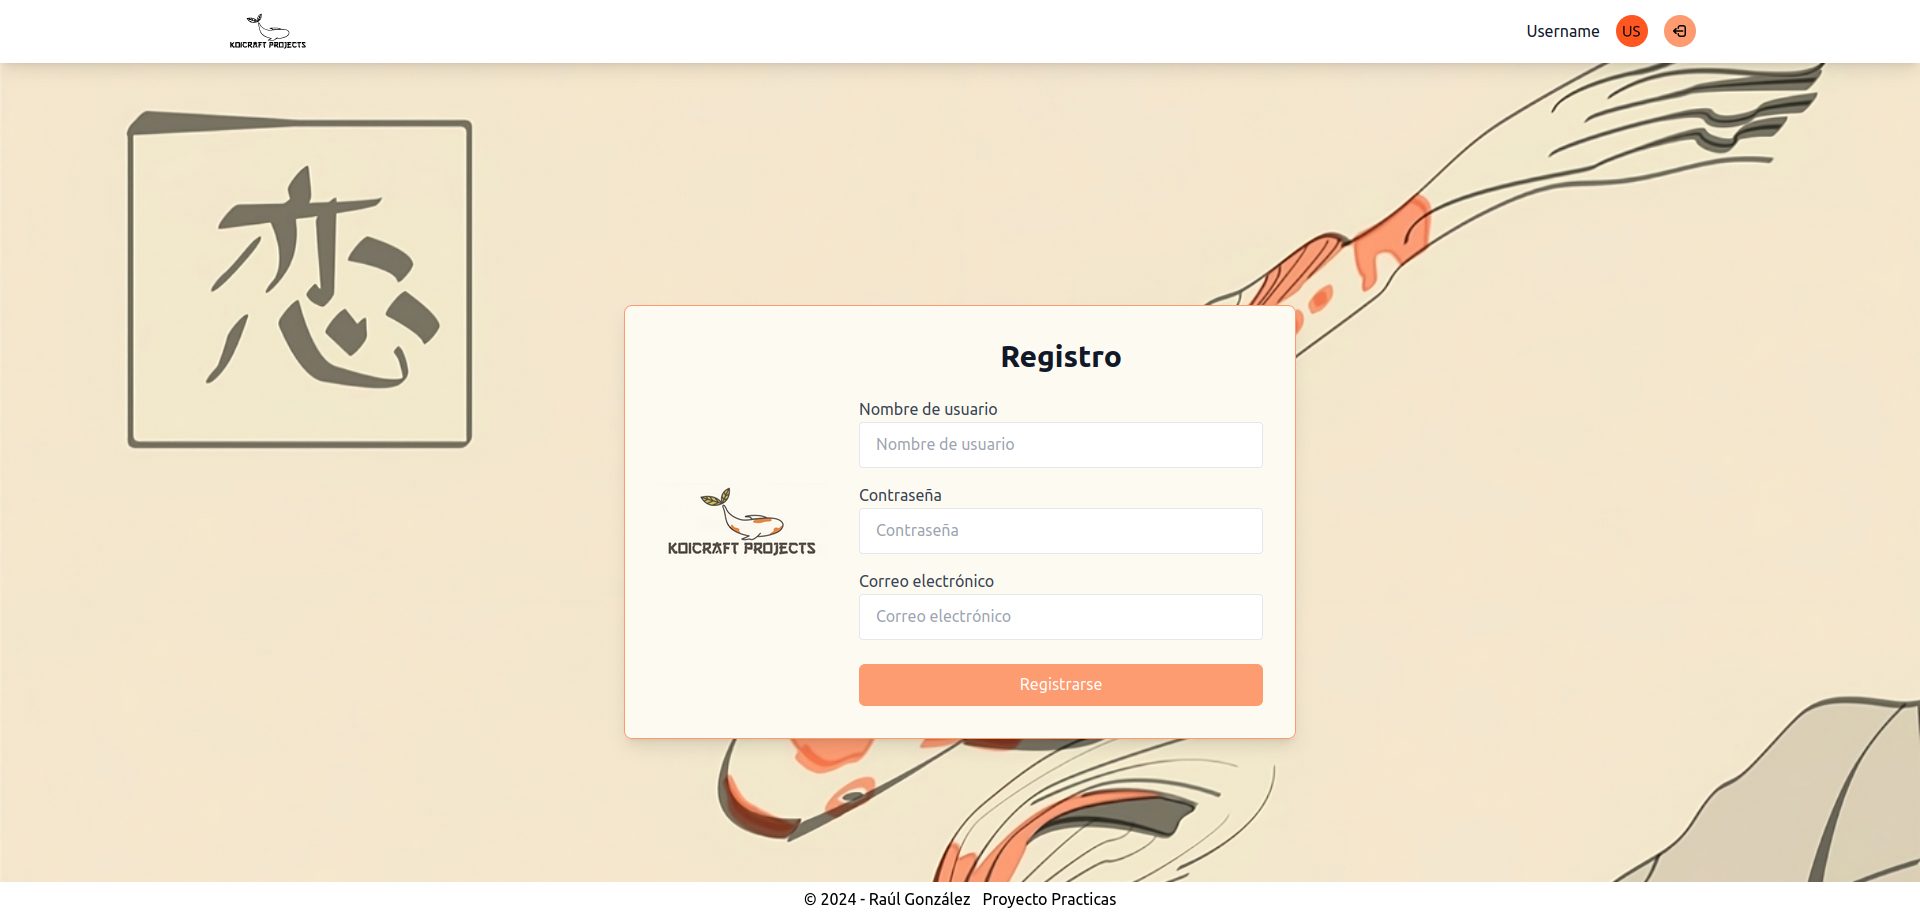 KOICRAFT PROJECTS
Username
US
恋
Registro
Nombre de usuario
Nombre de usuario
Contraseña
Contraseña
KOICRAFT PROJECTS
Correo electrónico
Correo electrónico
Registrarse
© 2024 - Raúl González Proyecto Practicas